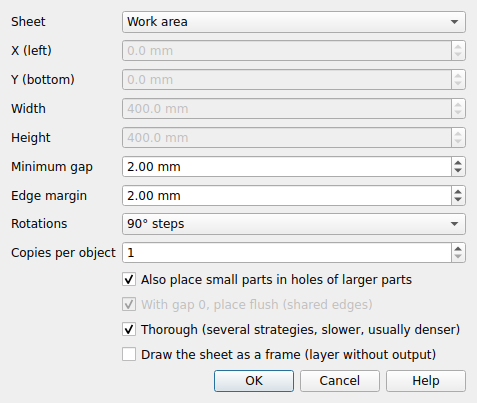 Sheet Work area
X (left) 0.0 mm
Y (bottom) 0.0 mm
Width 400.0 mm
Height 400.0 mm
Minimum gap 2.00 mm
Edge margin 2.00 mm
Rotations 90° steps
Copies per object 1
Also place small parts in holes of larger parts
With gap 0, place flush (shared edges)
Thorough (several strategies, slower, usually denser)
Draw the sheet as a frame (layer without output)
OK Cancel Help